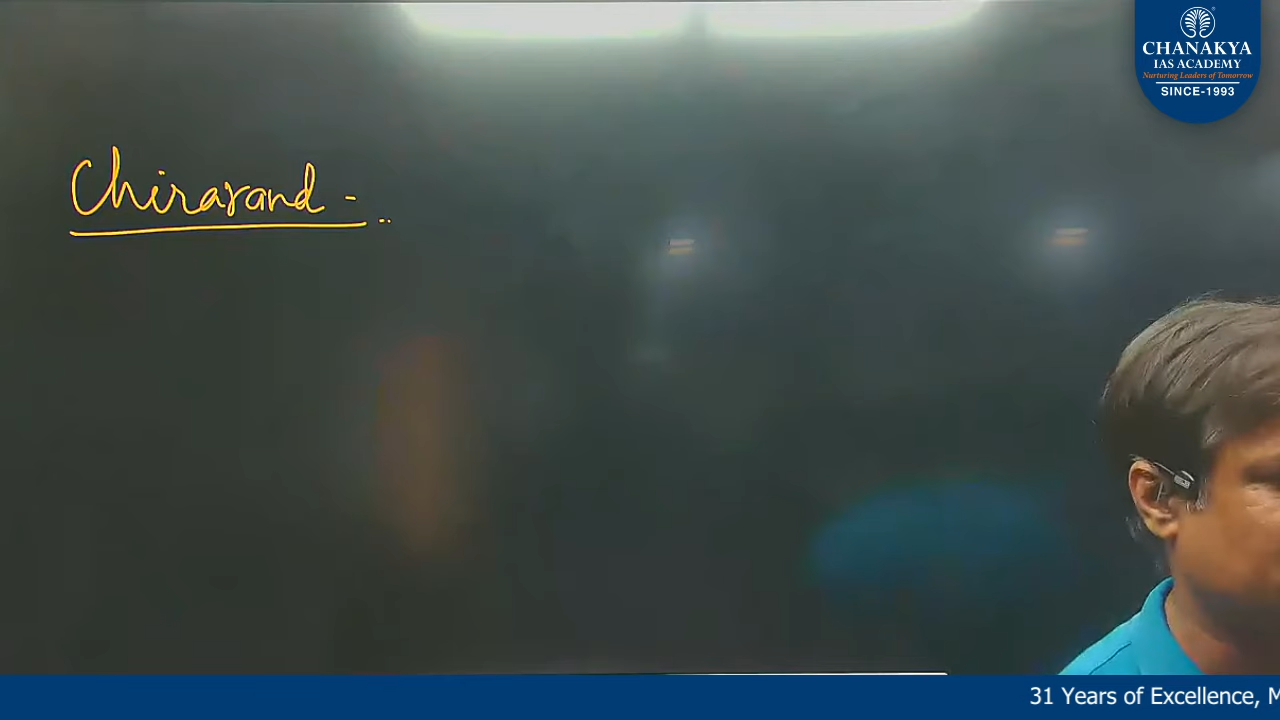 CHANAKYA
IAS ACADEMY
Nurturing Leaders of Tomorrow
SINCE-1993
Chirarand -
31 Years of Excellence, M